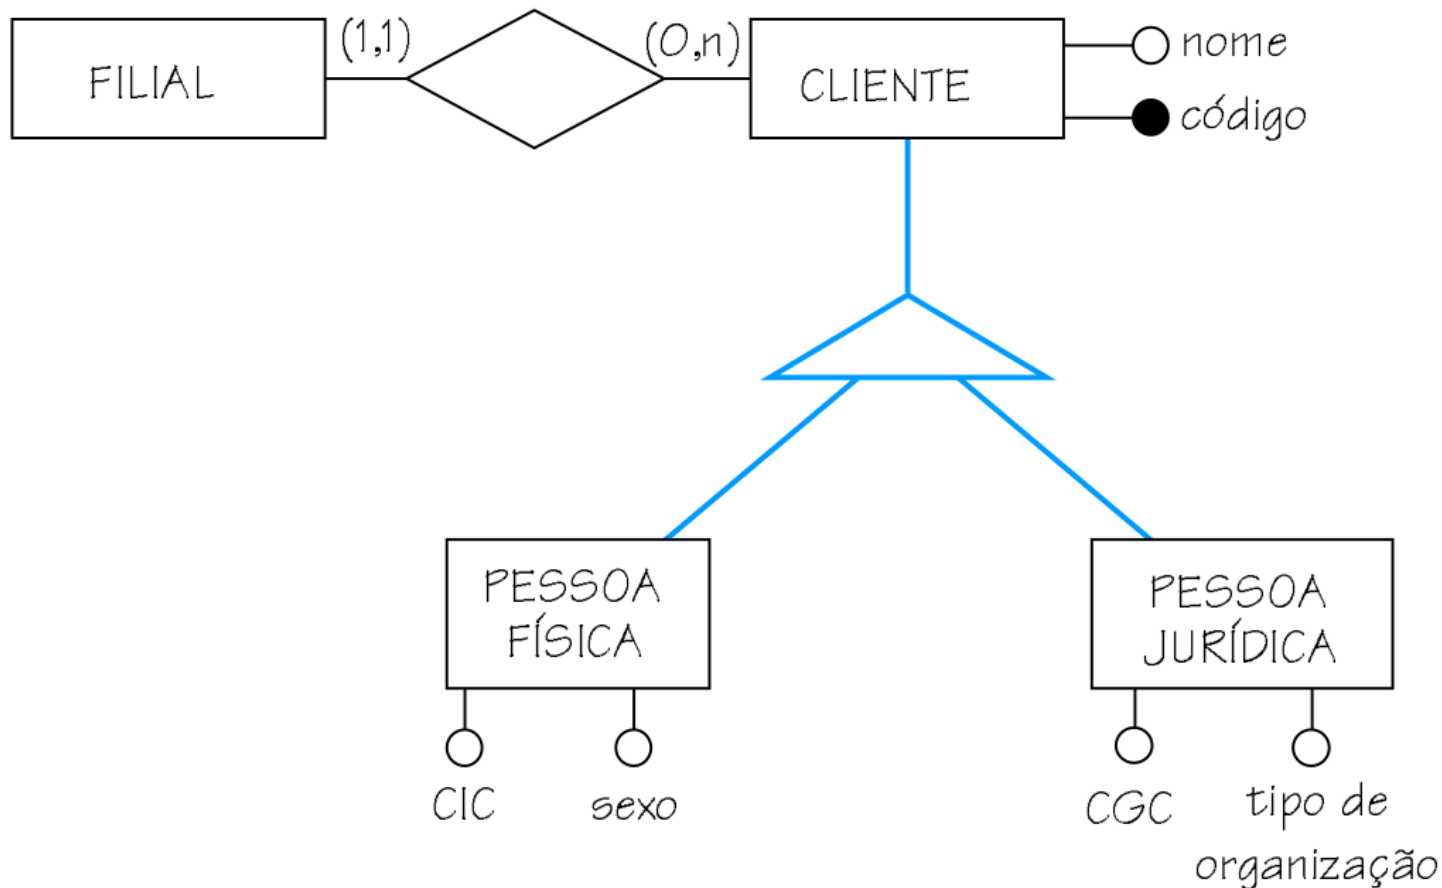 FILIAL
(1,1)
(0,n)
CLIENTE
nome
código
PESSOA
FÍSICA
PESSOA
JURÍDICA
CIC
sexo
CGC
tipo de
organização